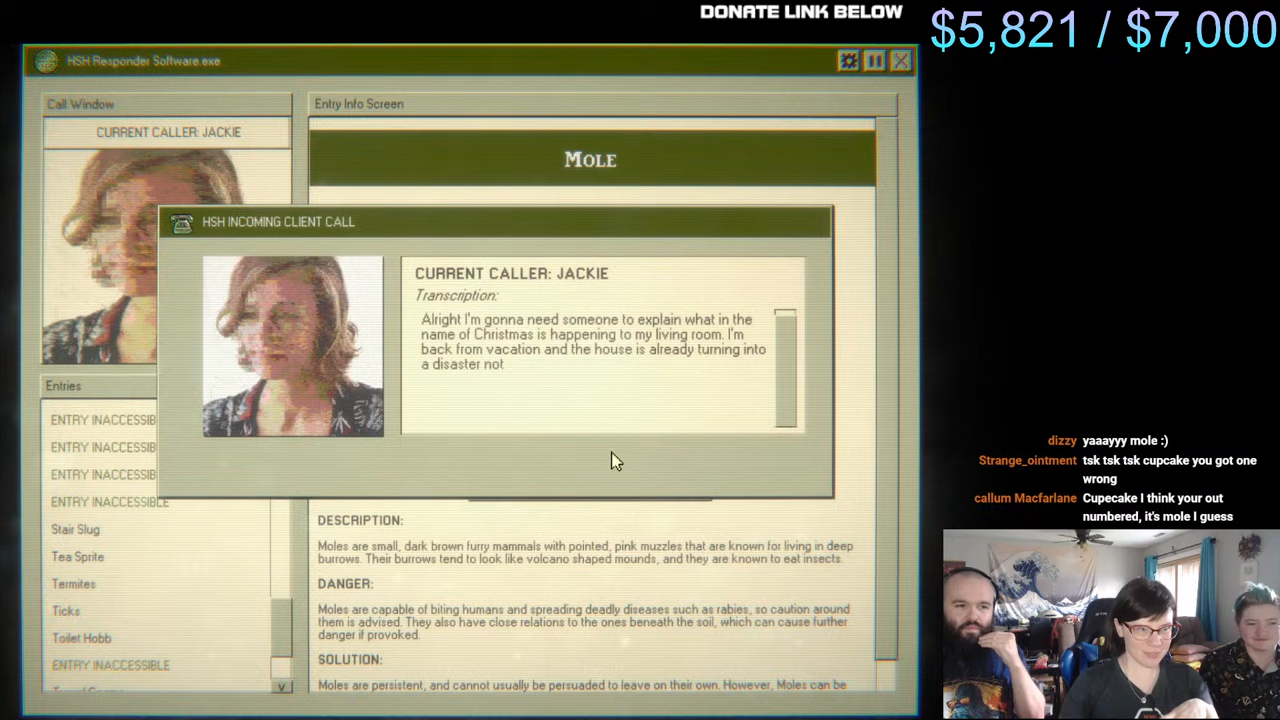 DONATE LINK BELOW
$5,821 / $7,000
HSH Responder Software.exe
Call Window
CURRENT CALLER: JACKIE
Entry Info Screen
MOLE
HSH INCOMING CLIENT CALL
CURRENT CALLER: JACKIE
Transcription:
Alright I'm gonna need someone to explain what in the
name of Christmas is happening to my living room. I'm
back from vacation and the house is already turning into
a disaster not
Entries
ENTRY INACCESSIB
ENTRY INACCESSIB
ENTRY INACCESSIB
ENTRY INACCESSIBLE
Stair Slug
Tea Sprite
Termites
Ticks
Toilet Hobb
ENTRY INACCESSIBLE
DESCRIPTION:
Moles are small, dark brown furry mammals with pointed, pink muzzles that are known for living in deep
burrows. Their burrows tend to look like volcano shaped mounds, and they are known to eat insects.
DANGER:
Moles are capable of biting humans and spreading deadly diseases such as rabies, so caution around
them is advised. They also have close relations to the ones beneath the soil, which can cause further
danger if provoked.
SOLUTION:
Moles are persistent, and cannot usually be persuaded to leave on their own. However, Moles can be
dizzy yaaayyy mole :)
Strange_ointment tsk tsk tsk cupcake you got one
wrong
callum Macfarlane Cupecake I think your out
numbered, it's mole I guess